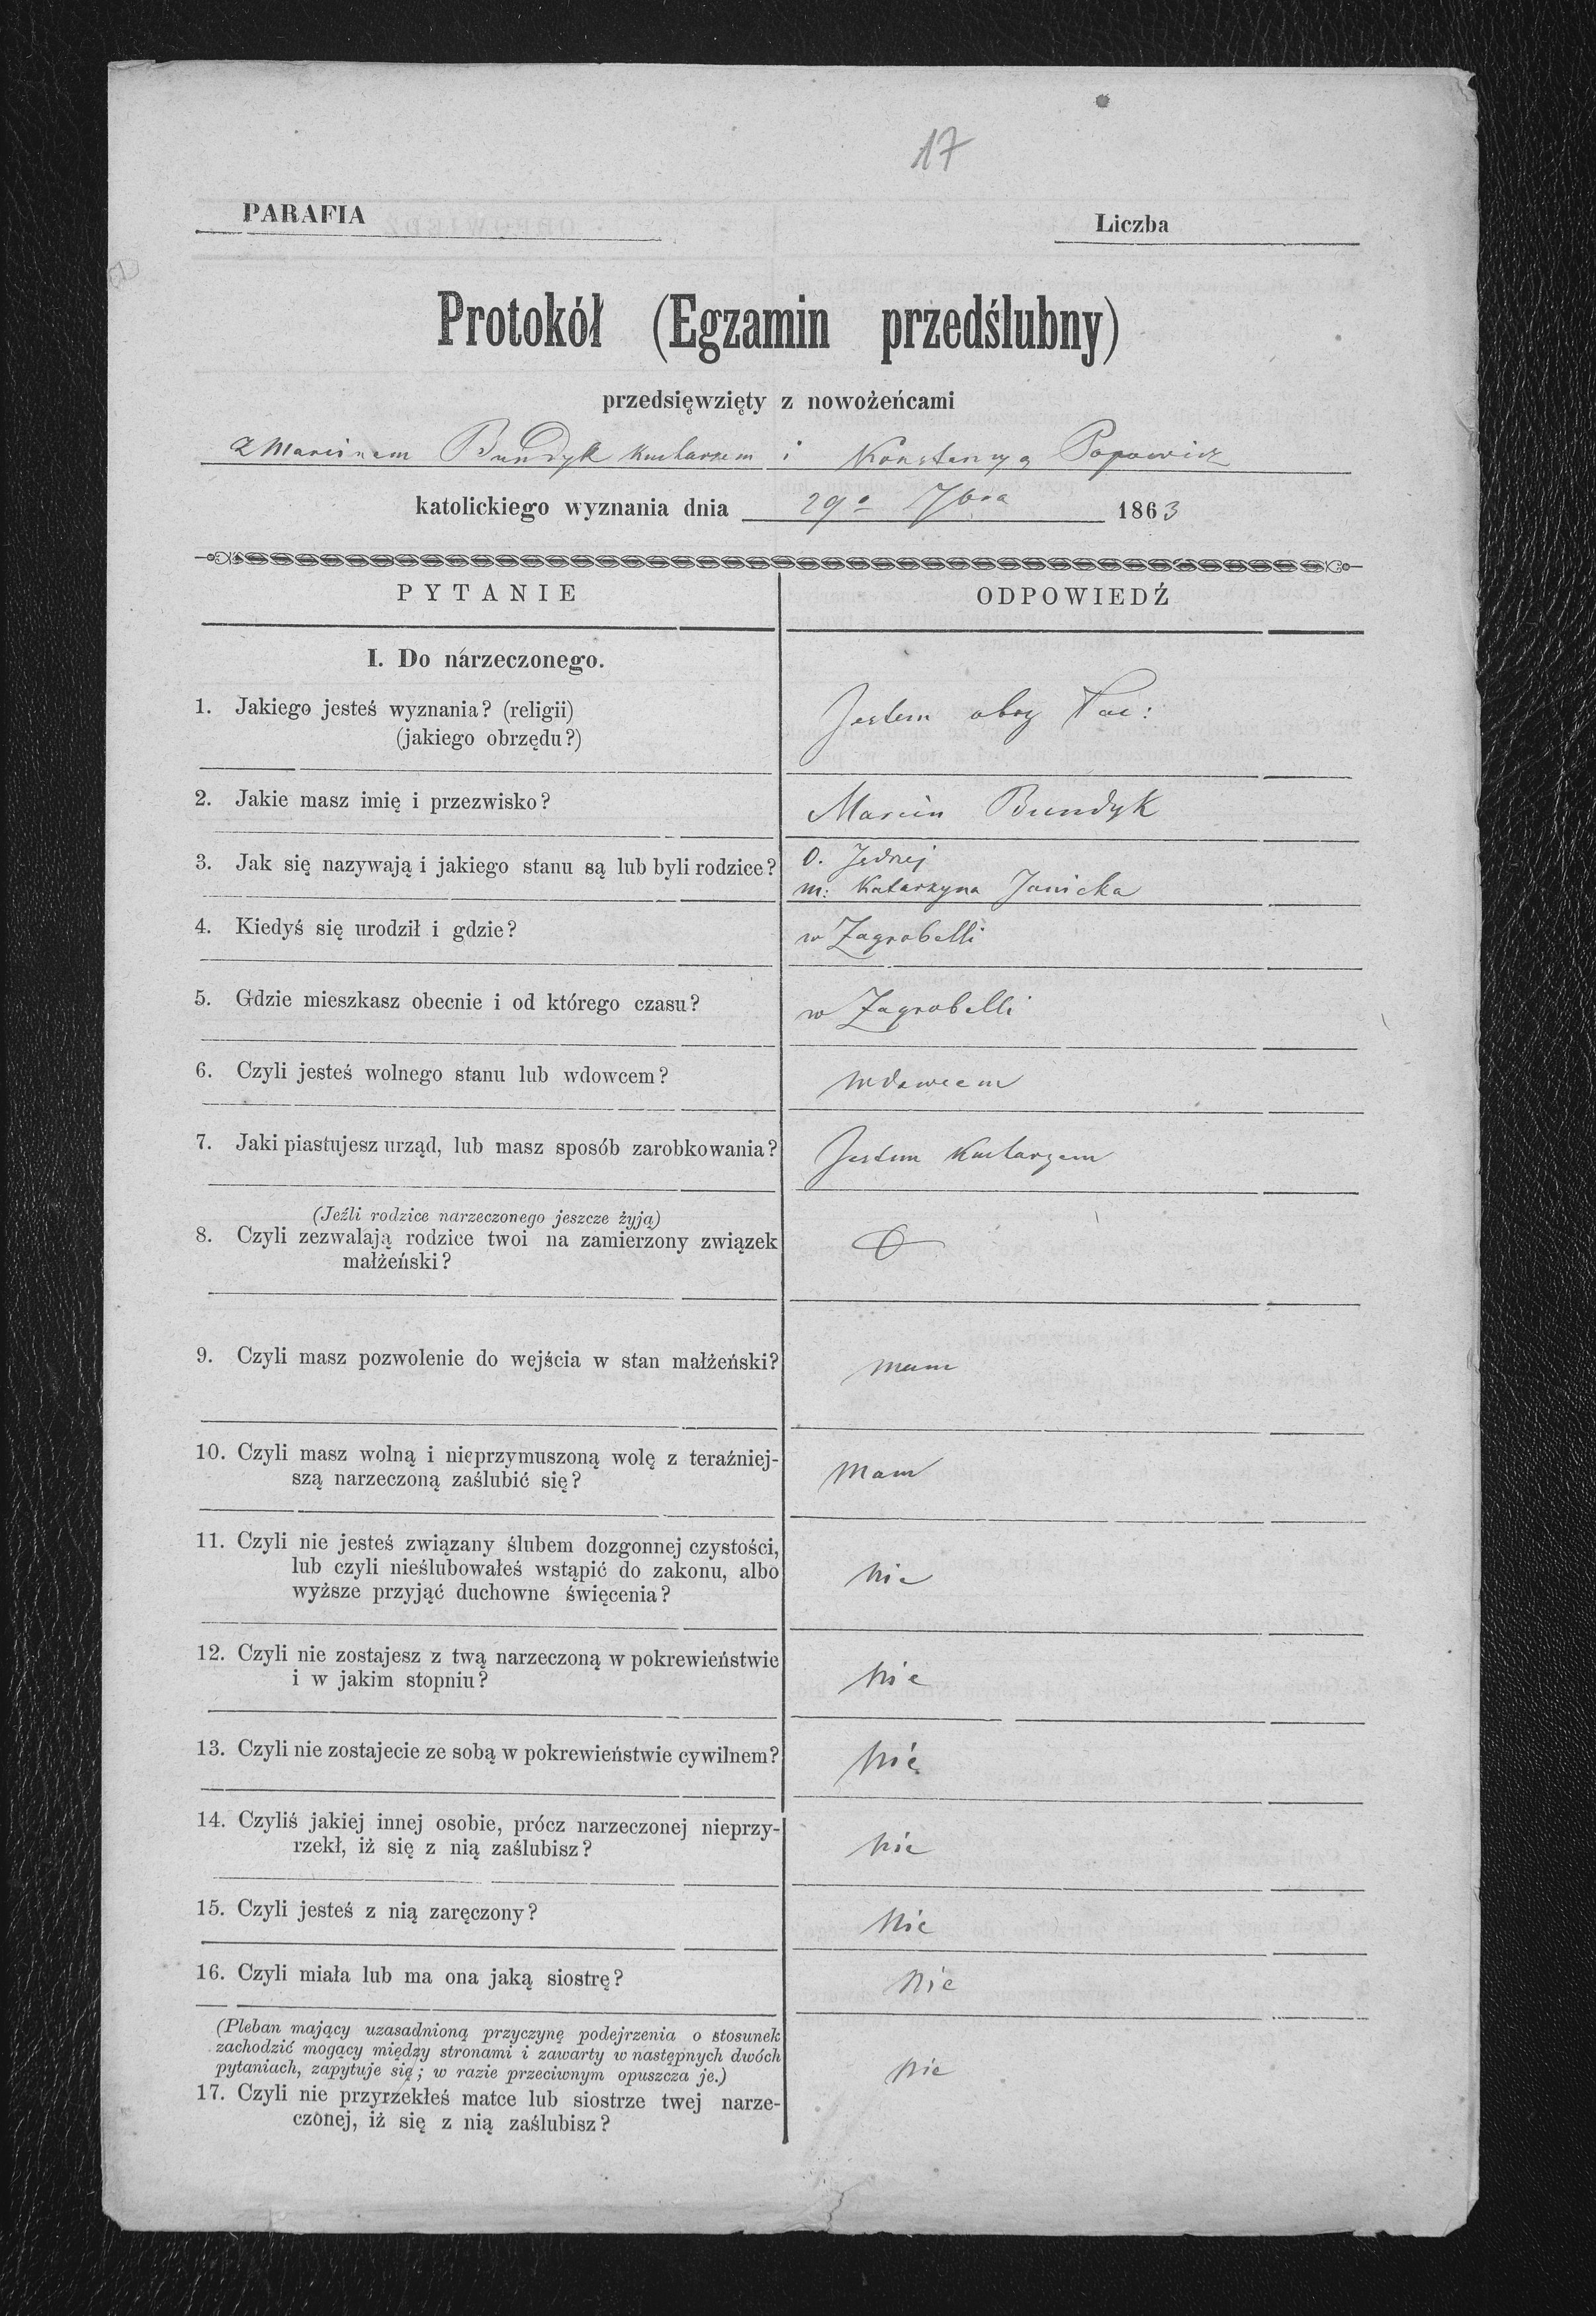 17
PARAFIA
Liczba
Protokół (Egzamin przedślubny)
przedsięwzięty z nowożeńcami
z Marcinem Bundyk kucharzem i Konstancyą Popowicz
katolickiego wyznania dnia 29o 7bra 1863
PYTANIE
ODPOWIEDŹ
I. Do narzeczonego.
1. Jakiego jesteś wyznania? (religii)
(jakiego obrzędu?)
Jestem obrz łac:
2. Jakie masz imię i przezwisko?
Marcin Bundyk
3. Jak się nazywają i jakiego stanu są lub byli rodzice?
O. Jędrzej
m: Katarzyna Janicka
4. Kiedyś się urodził i gdzie?
w Zagrobelli
5. Gdzie mieszkasz obecnie i od którego czasu?
w Zagrobelli
6. Czyli jesteś wolnego stanu lub wdowcem?
wdowcem
7. Jaki piastujesz urząd, lub masz sposób zarobkowania?
Jestem kucharzem
(Jeźli rodzice narzeczonego jeszcze żyją)
8. Czyli zezwalają rodzice twoi na zamierzony związek
małżeński?
9. Czyli masz pozwolenie do wejścia w stan małżeński?
mam
10. Czyli masz wolną i nieprzymuszoną wolę z teraźniej-
szą narzeczoną zaślubić się?
mam
11. Czyli nie jesteś związany ślubem dozgonnej czystości,
lub czyli nieślubowałeś wstąpić do zakonu, albo
wyższe przyjąć duchowne święcenia?
nie
12. Czyli nie zostajesz z twą narzeczoną w pokrewieństwie
i w jakim stopniu?
nie
13. Czyli nie zostajecie ze sobą w pokrewieństwie cywilnem?
nie
14. Czyliś jakiej innej osobie, prócz narzeczonej nieprzy-
rzekł, iż się z nią zaślubisz?
nie
15. Czyli jesteś z nią zaręczony?
nie
16. Czyli miała lub ma ona jaką siostrę?
nie
(Pleban mający uzasadnioną przyczynę podejrzenia o stosunek
zachodzić mogący między stronami i zawarty w następnych dwóch
pytaniach, zapytuje się; w razie przeciwnym opuszcza je.)
17. Czyli nie przyrzekłeś matce lub siostrze twej narze-
czonej, iż się z nią zaślubisz?
nie